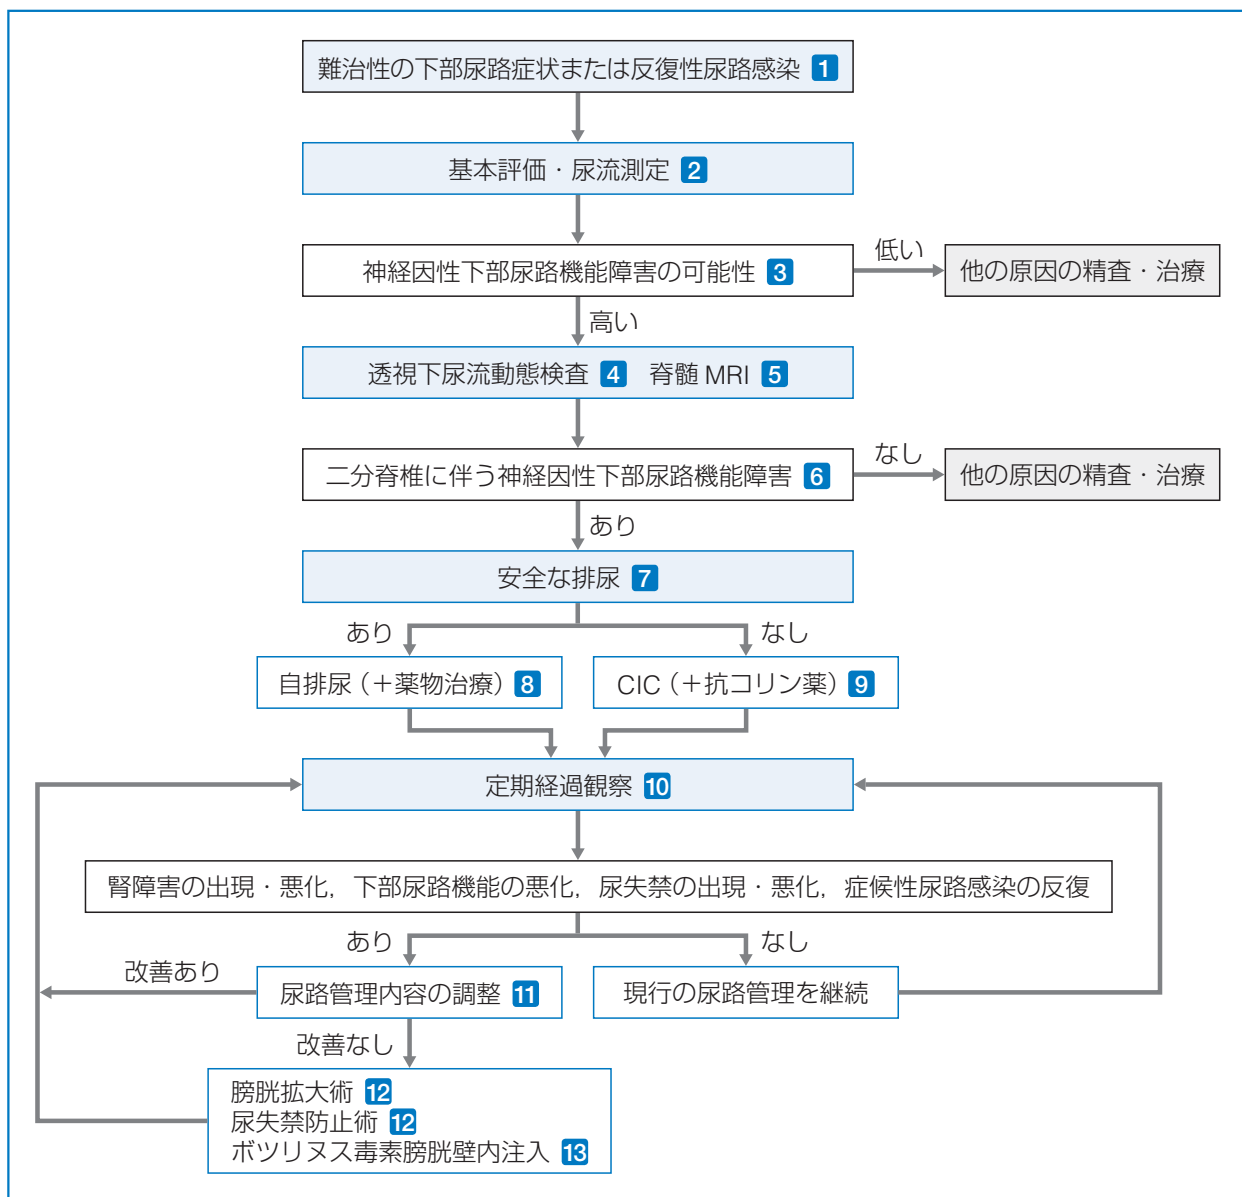 難治性の下部尿路症状または反復性尿路感染 1
基本評価・尿流測定 2
神経因性下部尿路機能障害の可能性 3
低い
他の原因の精査・治療
高い
透視下尿流動態検査 4 脊髄 MRI 5
二分脊椎に伴う神経因性下部尿路機能障害 6
なし
他の原因の精査・治療
あり
安全な排尿 7
あり
なし
自排尿（＋薬物治療） 8
CIC（＋抗コリン薬） 9
定期経過観察 10
腎障害の出現・悪化，下部尿路機能の悪化，尿失禁の出現・悪化，症候性尿路感染の反復
あり
なし
改善あり
尿路管理内容の調整 11
現行の尿路管理を継続
改善なし
膀胱拡大術 12
尿失禁防止術 12
ボツリヌス毒素膀胱壁内注入 13